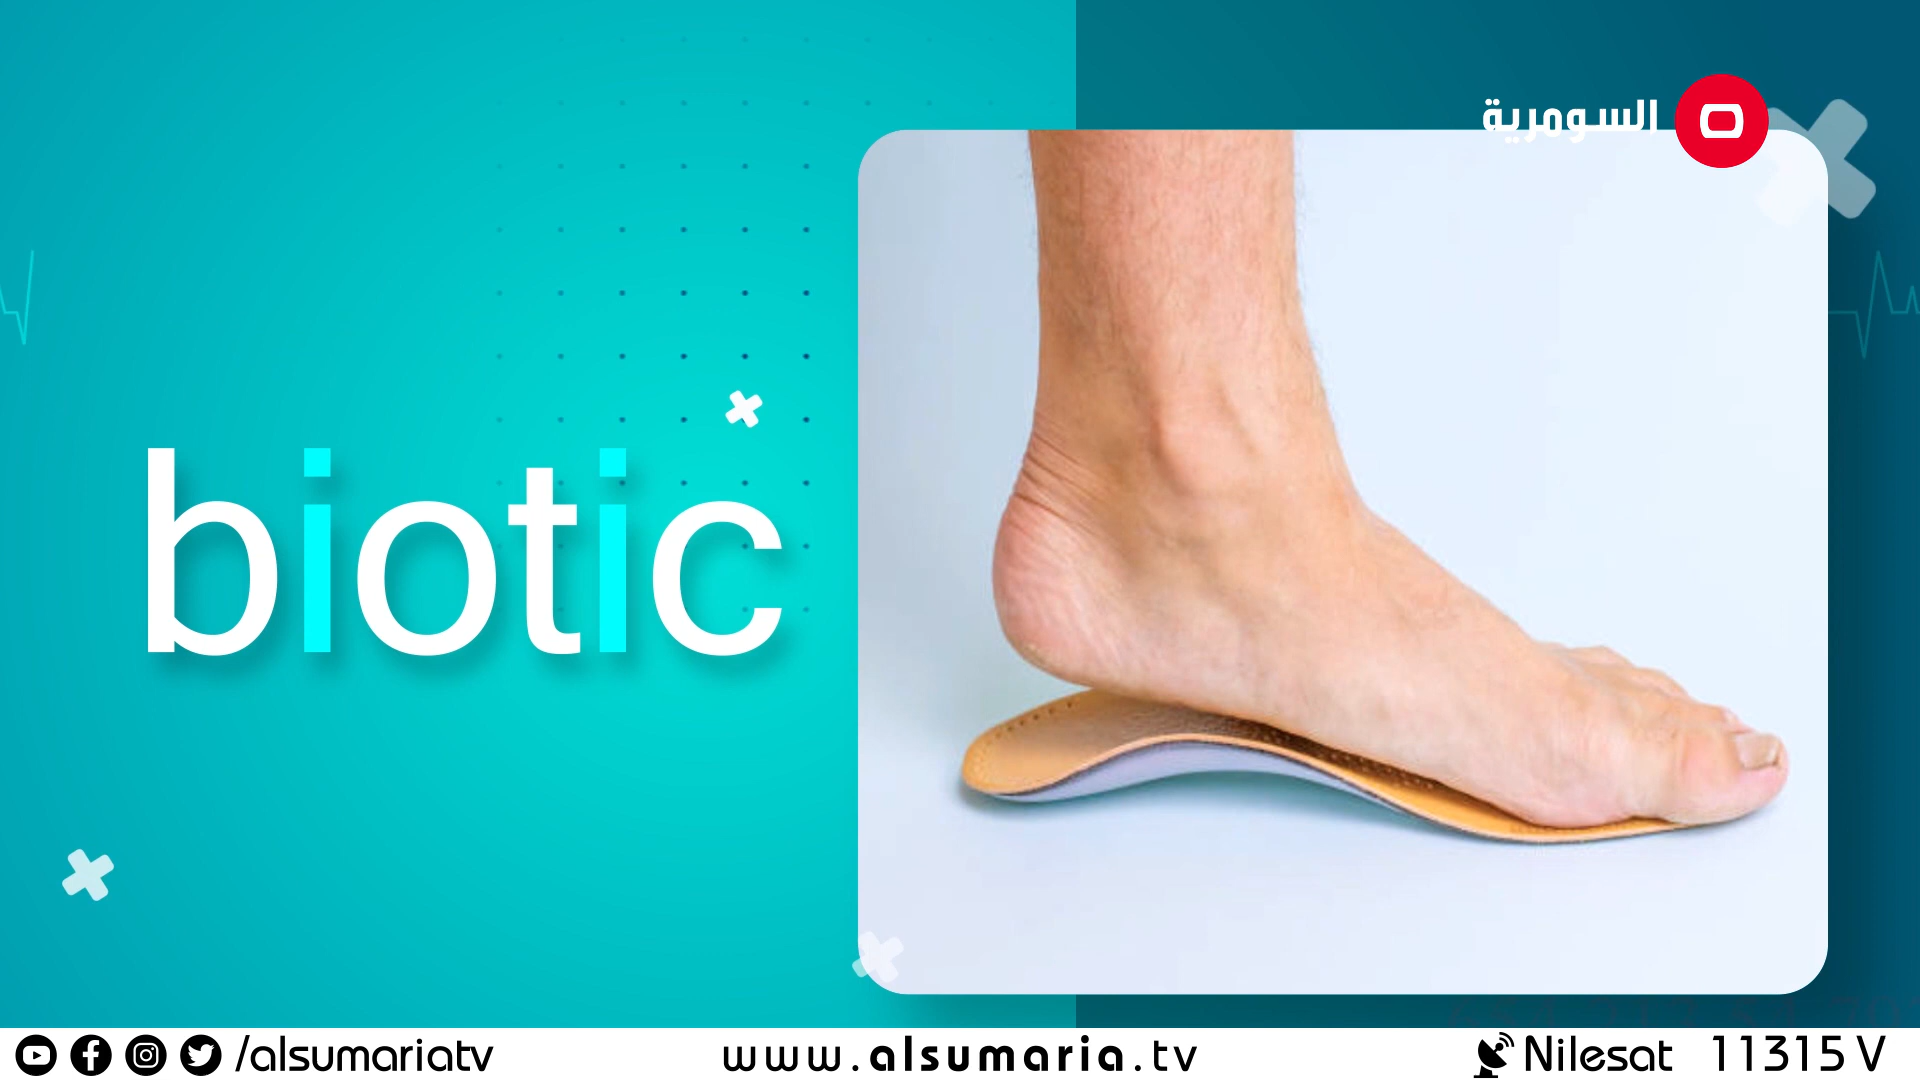 السومرية
biotic
/alsumariatv
www.alsumaria.tv
Nilesat 11315 V